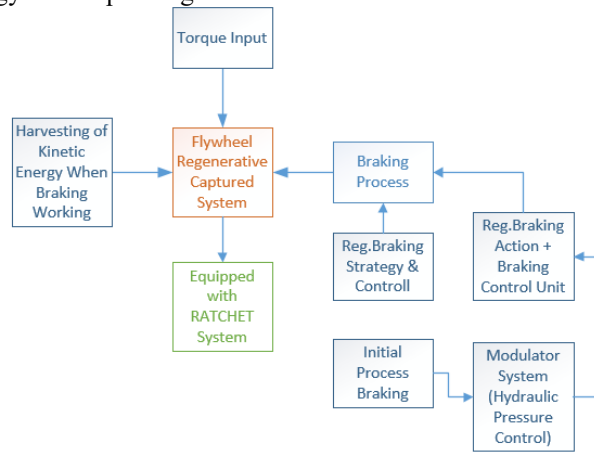 Torque Input
Harvesting of
Kinetic
Energy When
Braking
Working
Flywheel
Regenerative
Captured
System
Braking
Process
Reg.Braking
Strategy &
Controll
Reg.Braking
Action +
Braking
Control Unit
Equipped
with
RATCHET
System
Initial
Process
Braking
Modulator
System
(Hydraulic
Pressure
Control)